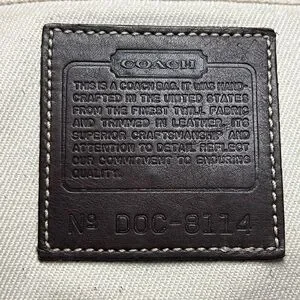 COACH
THIS IS A COACH BAG. IT WAS HAND-
CRAFTED IN THE UNITED STATES
FROM THE FINEST TWILL FABRIC
AND TRIMMED IN LEATHER. ITS
SUPERIOR CRAFTSMANSHIP AND
ATTENTION TO DETAIL REFLECT
OUR COMMITMENT TO ENDURING
QUALITY.
Nº DOC-8114